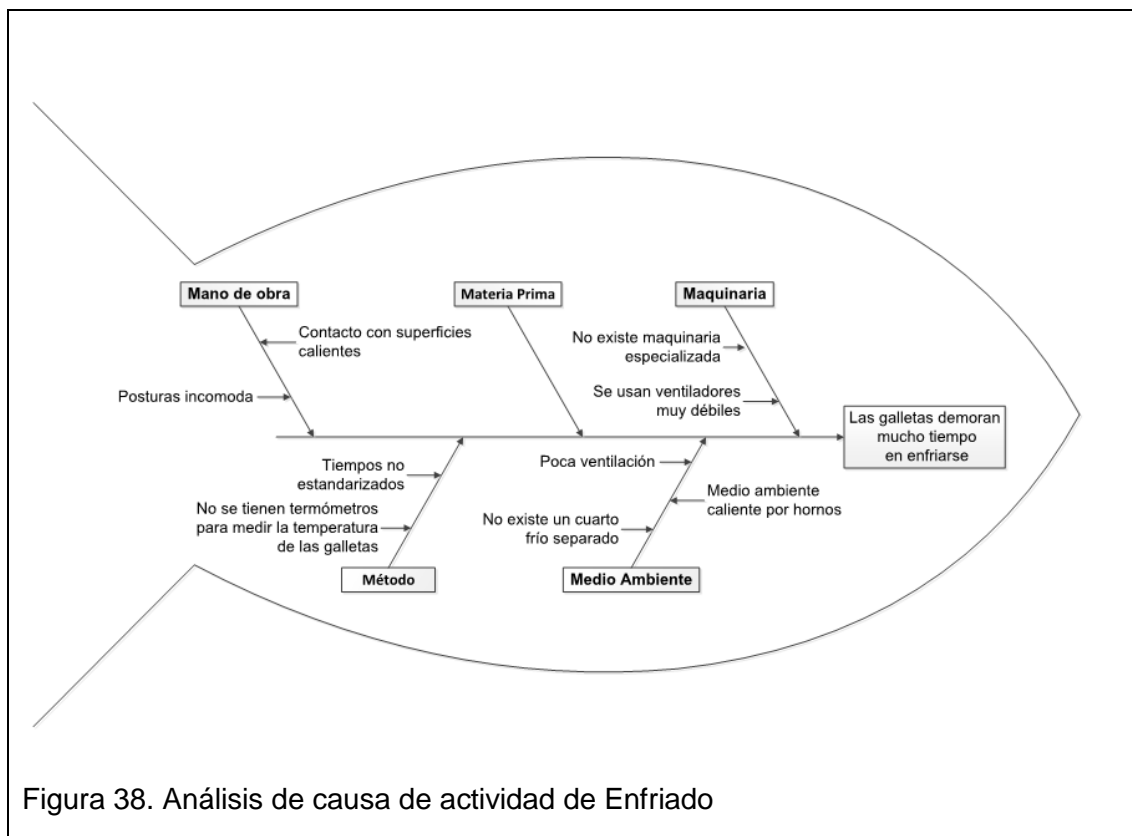 Mano de obra
Materia Prima
Maquinaria
Contacto con superficies
calientes
Posturas incomoda
No existe maquinaria
especializada
Se usan ventiladores
muy débiles
Las galletas demoran
mucho tiempo
en enfriarse
Tiempos no
estandarizados
No se tienen termómetros
para medir la temperatura
de las galletas
Poca ventilación
Medio ambiente
caliente por hornos
No existe un cuarto
frío separado
Método
Medio Ambiente
Figura 38. Análisis de causa de actividad de Enfriado